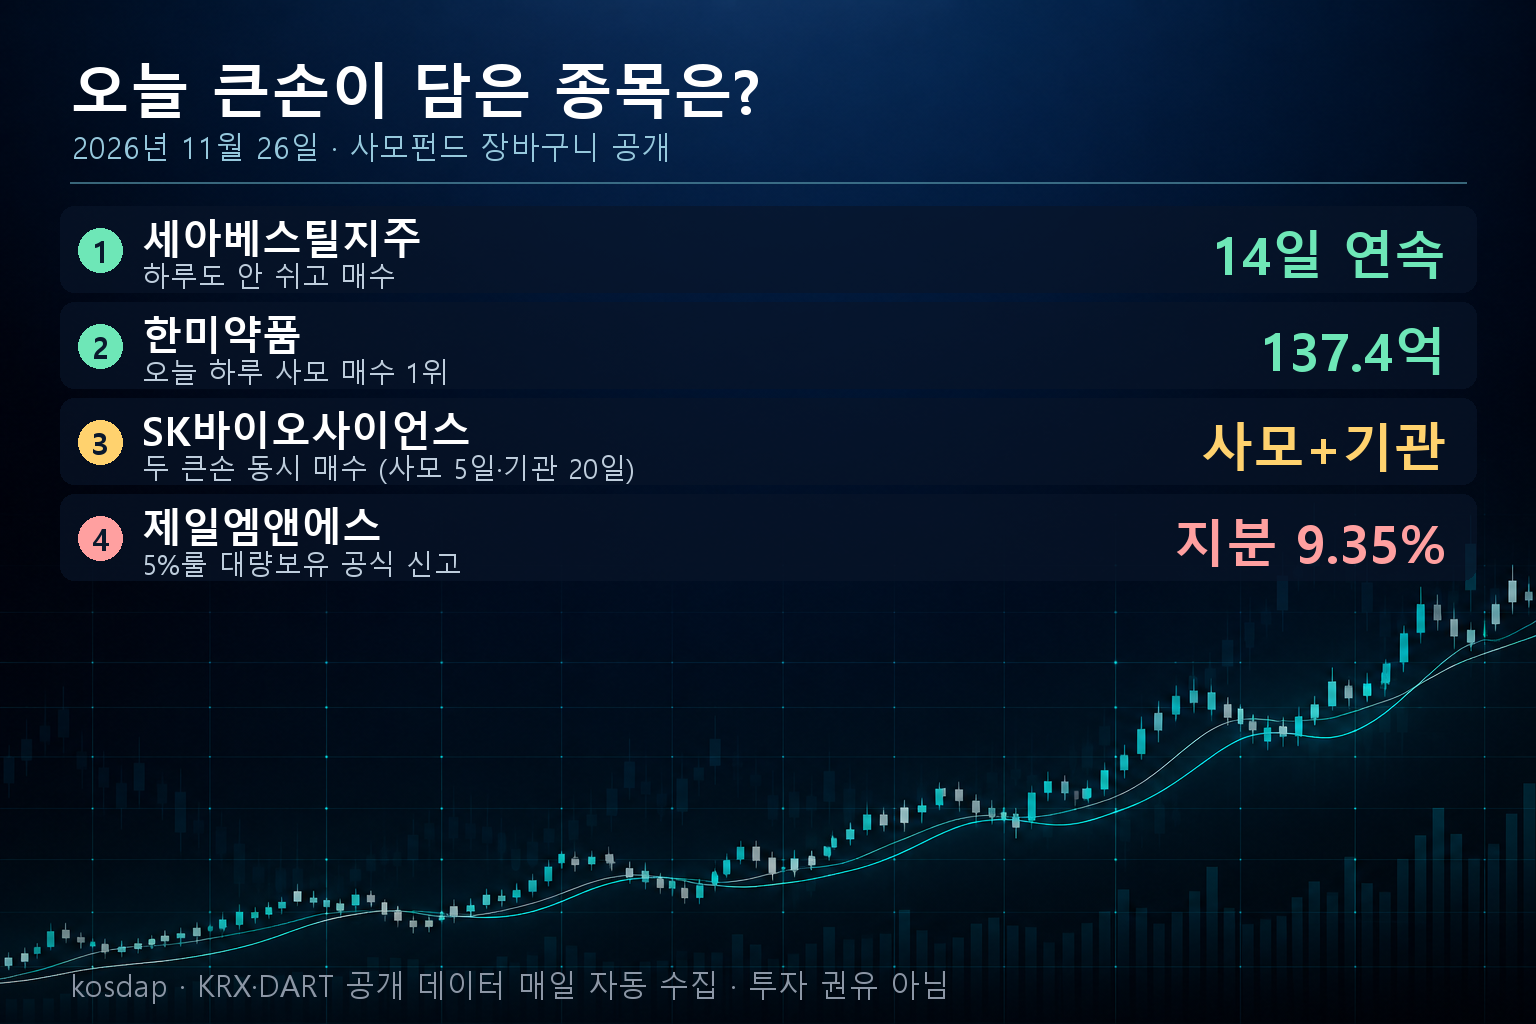 오늘 큰손이 담은 종목은?
2026년 11월 26일 · 사모펀드 장바구니 공개
1
세아베스틸지주
하루도 안 쉬고 매수
14일 연속
2
한미약품
오늘 하루 사모 매수 1위
137.4억
3
SK바이오사이언스
두 큰손 동시 매수 (사모 5일·기관 20일)
사모+기관
4
제일엠앤에스
5%룰 대량보유 공식 신고
지분 9.35%
kosdap · KRX·DART 공개 데이터 매일 자동 수집 · 투자 권유 아님